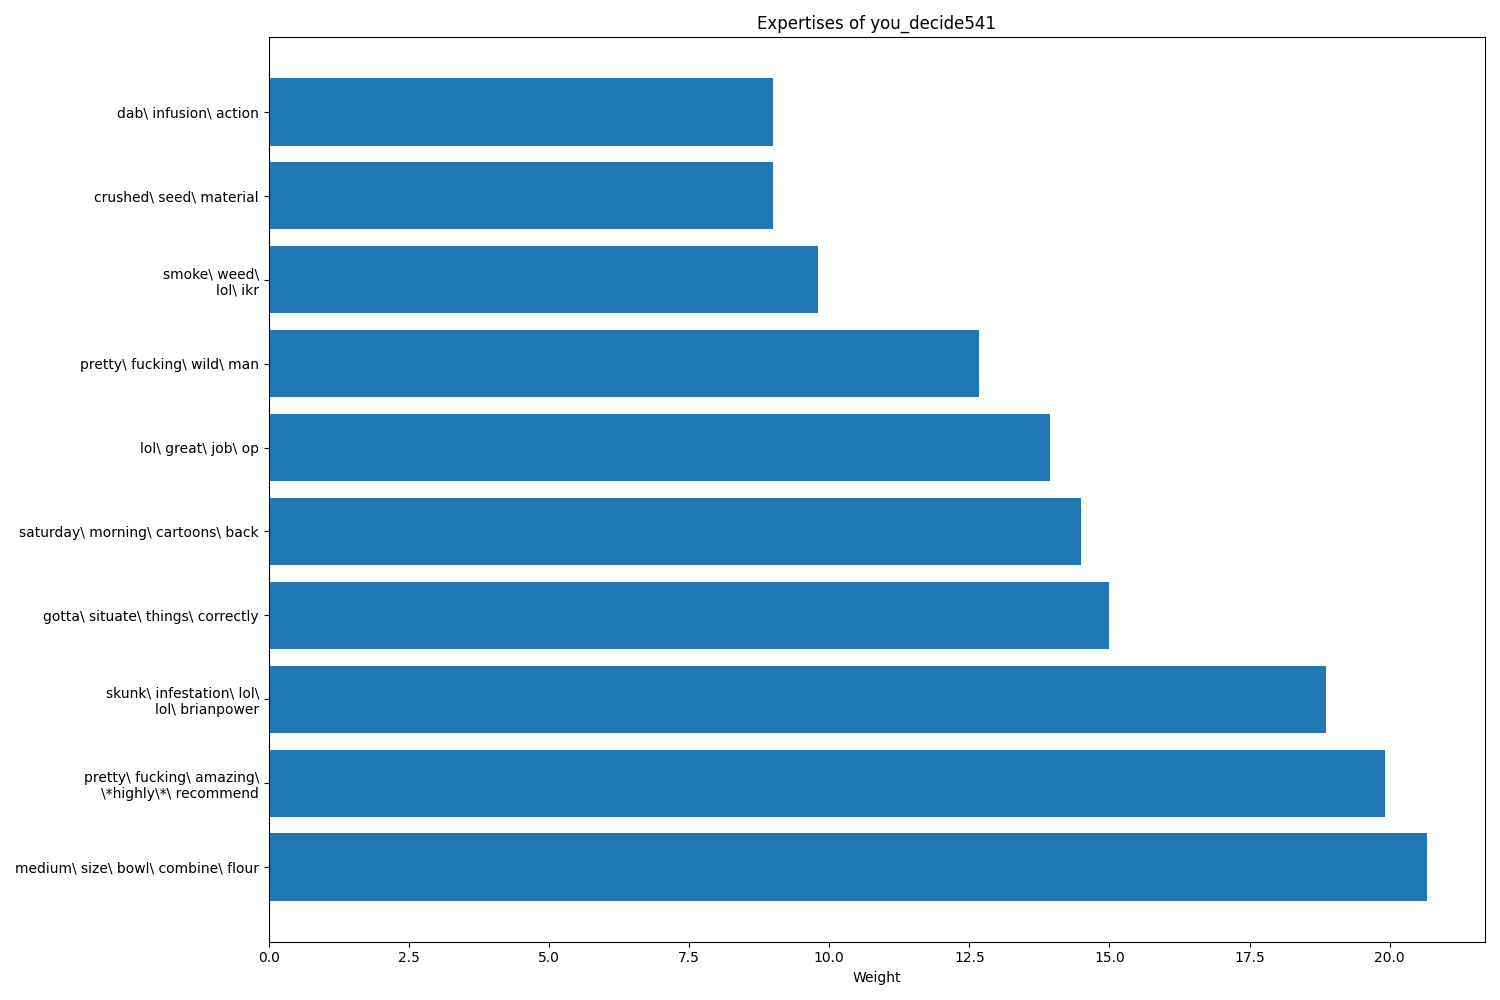 Expertises of you_decide541
dab\ infusion\ action
crushed\ seed\ material
smoke\ weed\
lol\ ikr
pretty\ fucking\ wild\ man
lol\ great\ job\ op
saturday\ morning\ cartoons\ back
gotta\ situate\ things\ correctly
skunk\ infestation\ lol\
lol\ brianpower
pretty\ fucking\ amazing\
\*highly\*\ recommend
medium\ size\ bowl\ combine\ flour
0.0 2.5 5.0 7.5 10.0 12.5 15.0 17.5 20.0
Weight